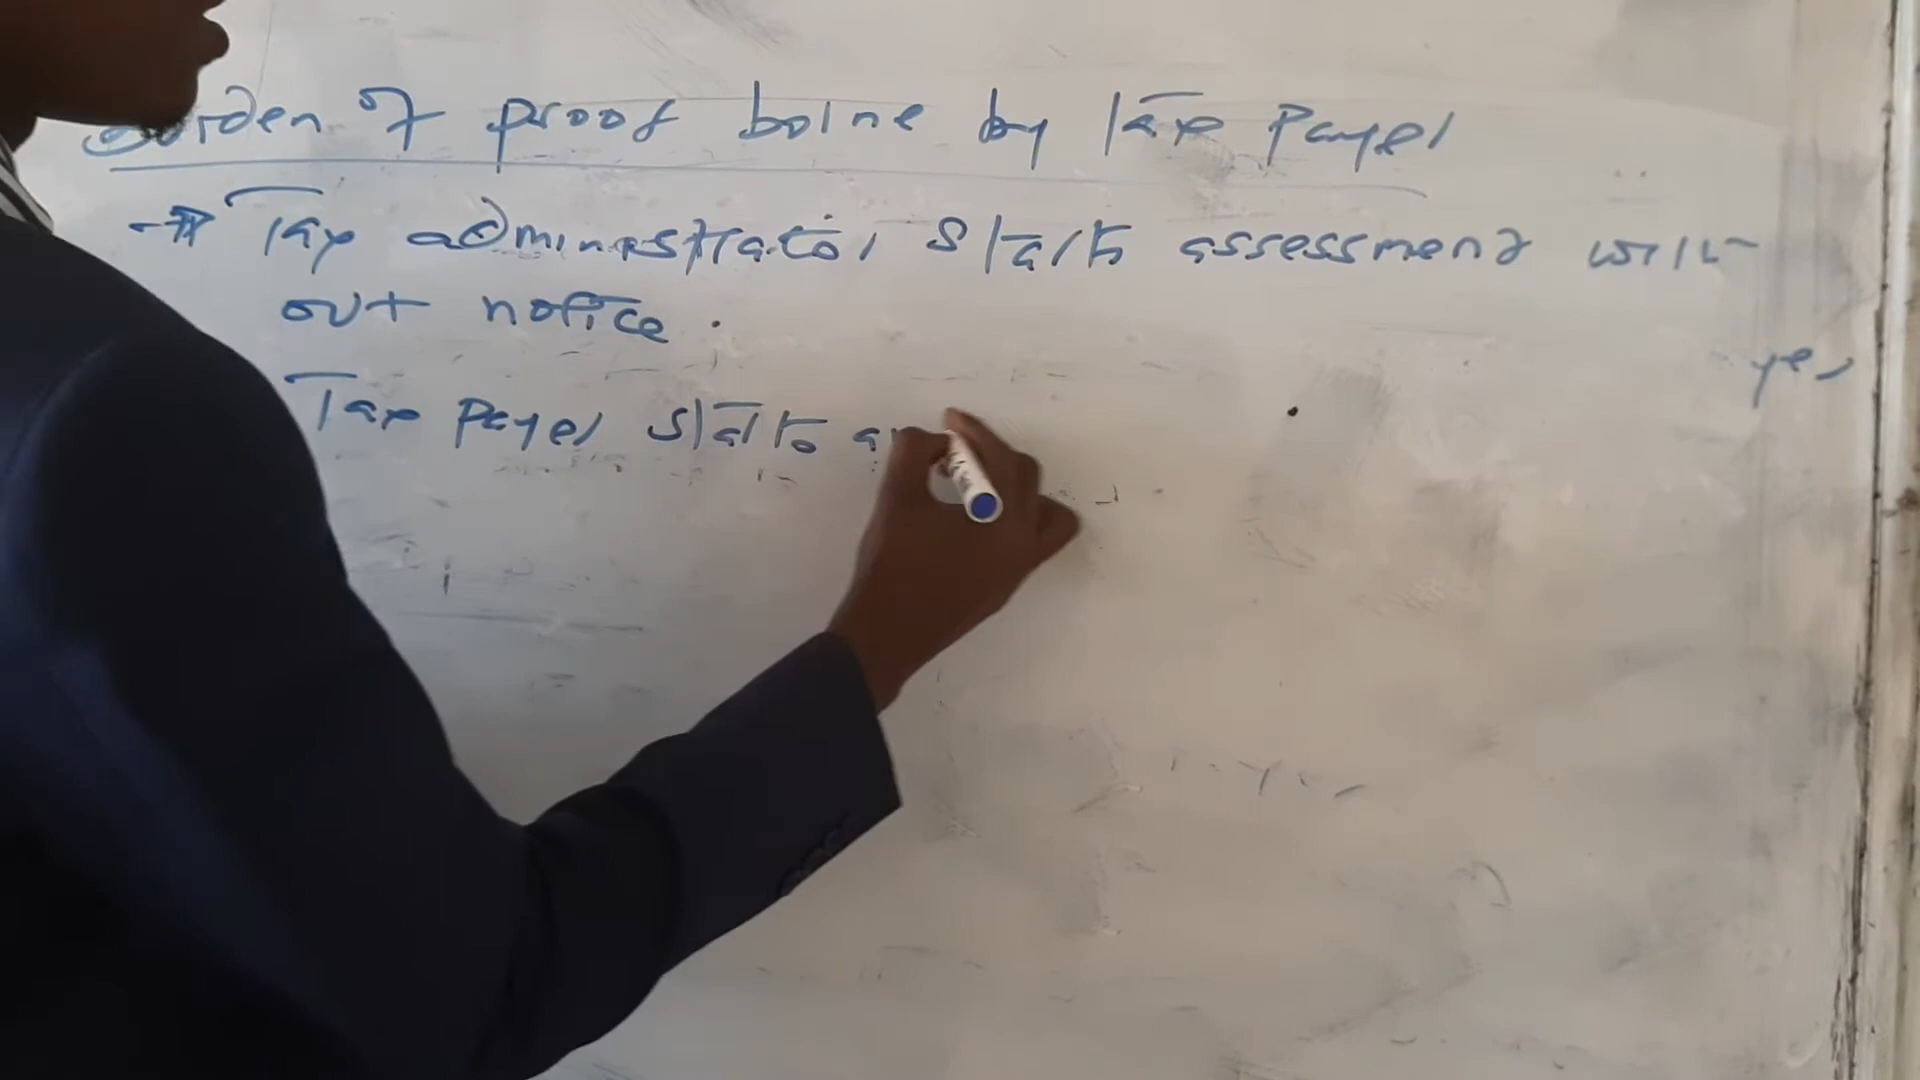 Burden of proof borne by Tax payer
Tax administrator starts assessment with
out notice.
yes
Tax payer starts